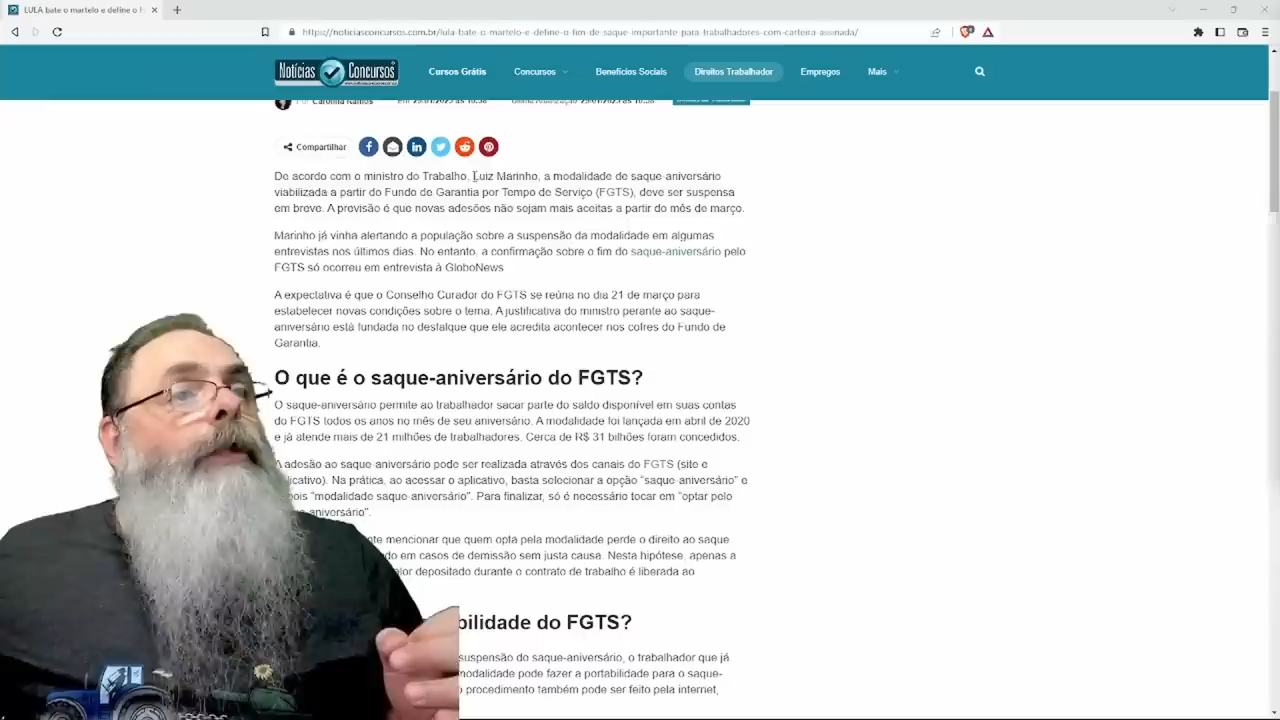 LULA bate o martelo e define o f
https://noticiasconcursos.com.br/lula-bate-o-martelo-e-define-o-fim-de-saque-importante-para-trabalhadores-com-carteira-assinada/
Notícias Concursos
Cursos Grátis
Concursos
Benefícios Sociais
Direitos Trabalhador
Empregos
Mais
Compartilhar
De acordo com o ministro do Trabalho, Luiz Marinho, a modalidade de saque-aniversário
viabilizada a partir do Fundo de Garantia por Tempo de Serviço (FGTS), deve ser suspensa
em breve. A previsão é que novas adesões não sejam mais aceitas a partir do mês de março.
Marinho já vinha alertando a população sobre a suspensão da modalidade em algumas
entrevistas nos últimos dias. No entanto, a confirmação sobre o fim do saque-aniversário pelo
FGTS só ocorreu em entrevista à GloboNews
A expectativa é que o Conselho Curador do FGTS se reúna no dia 21 de março para
estabelecer novas condições sobre o tema. A justificativa do ministro perante ao saque-
aniversário está fundada no desfalque que ele acredita acontecer nos cofres do Fundo de
Garantia.
O que é o saque-aniversário do FGTS?
O saque-aniversário permite ao trabalhador sacar parte do saldo disponível em suas contas
do FGTS todos os anos no mês de seu aniversário. A modalidade foi lançada em abril de 2020
e já atende mais de 21 milhões de trabalhadores. Cerca de R$ 31 bilhões foram concedidos.
A adesão ao saque-aniversário pode ser realizada através dos canais do FGTS (site e
plicativo). Na prática, ao acessar o aplicativo, basta selecionar a opção “saque-aniversário” e
pois “modalidade saque-aniversário”. Para finalizar, só é necessário tocar em “optar pelo
ue-aniversário”.
nte mencionar que quem opta pela modalidade perde o direito ao saque
do em casos de demissão sem justa causa. Nesta hipótese, apenas a
alor depositado durante o contrato de trabalho é liberada ao
bilidade do FGTS?
suspensão do saque-aniversário, o trabalhador que já
modalidade pode fazer a portabilidade para o saque-
o procedimento também pode ser feito pela internet,